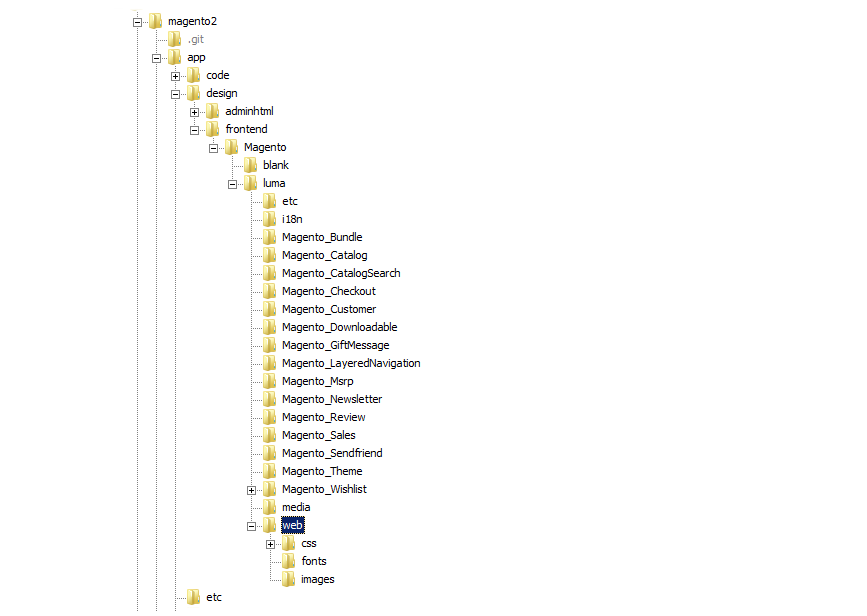 magento2
.git
app
code
design
adminhtml
frontend
Magento
blank
luma
etc
i18n
Magento_Bundle
Magento_Catalog
Magento_CatalogSearch
Magento_Checkout
Magento_Customer
Magento_Downloadable
Magento_GiftMessage
Magento_LayeredNavigation
Magento_Msrp
Magento_Newsletter
Magento_Review
Magento_Sales
Magento_Sendfriend
Magento_Theme
Magento_Wishlist
media
web
css
fonts
images
etc